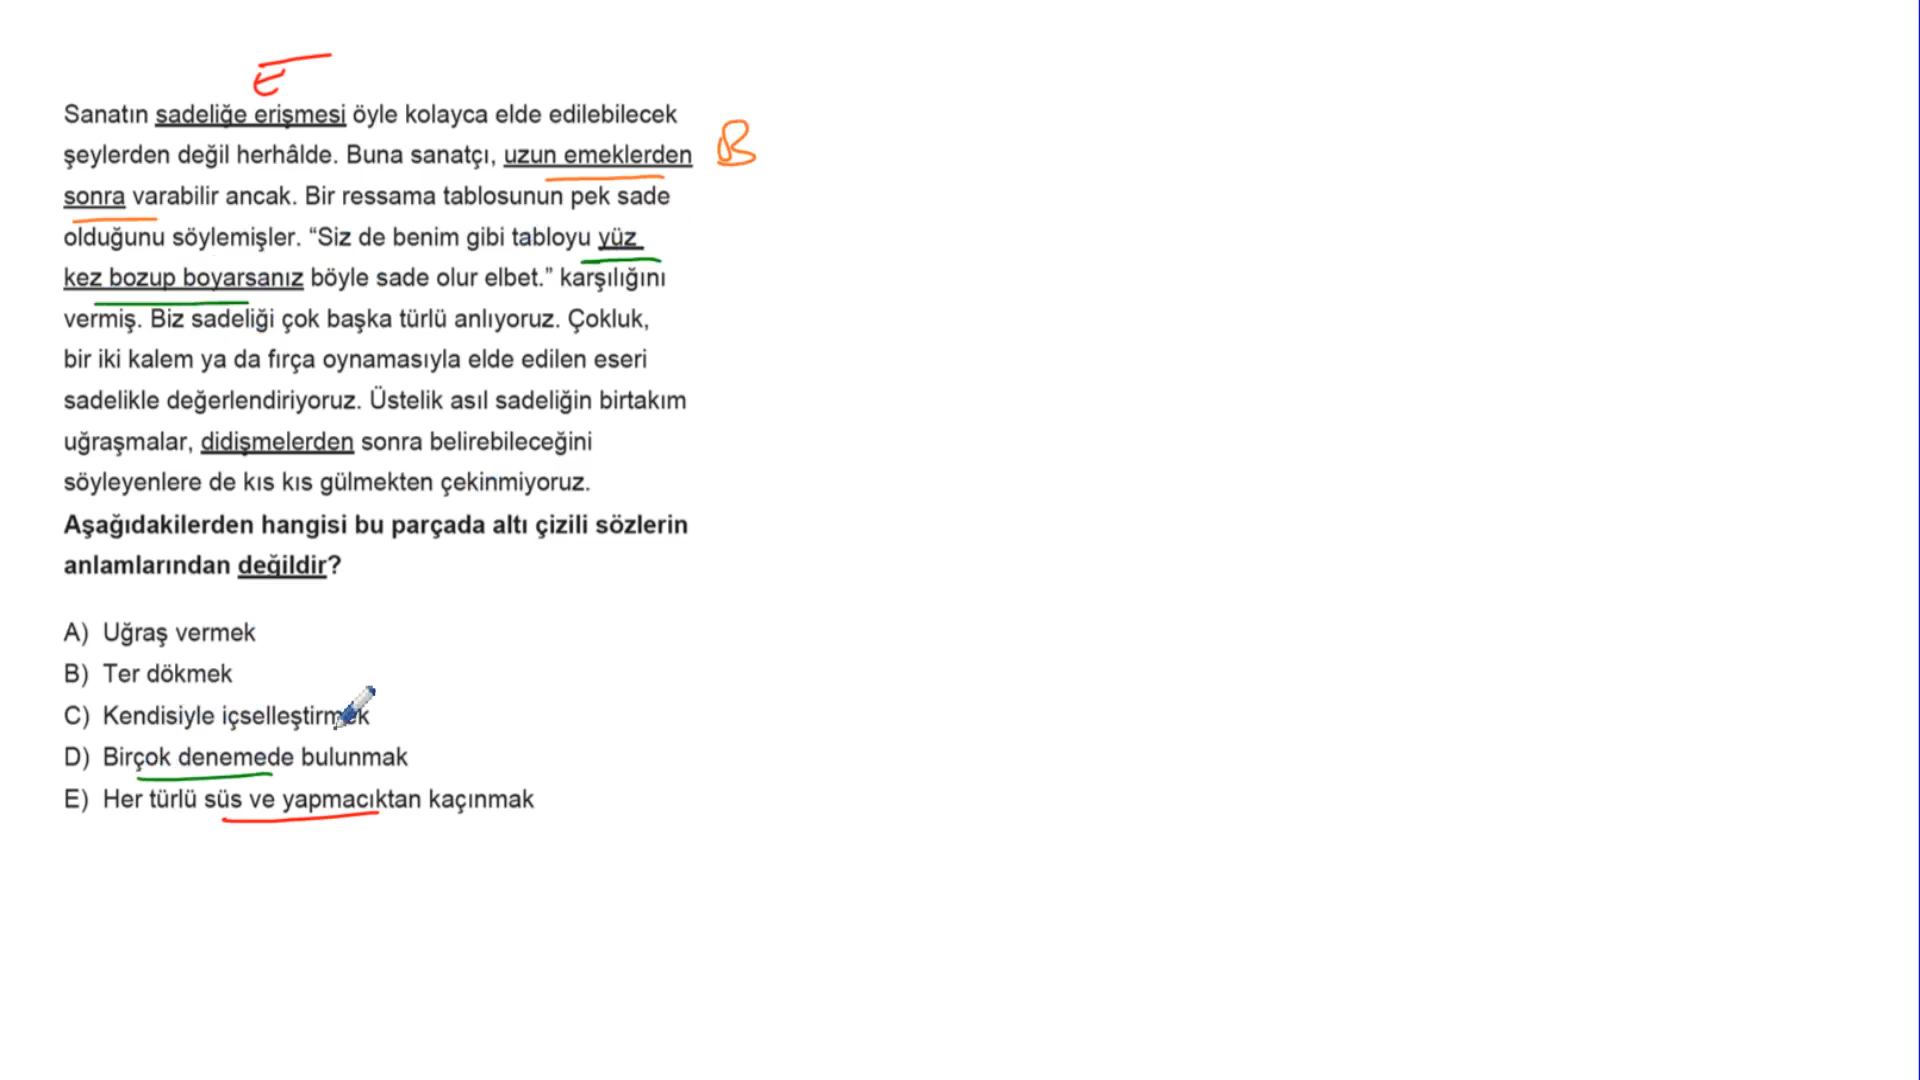 E
Sanatın sadeliğe erişmesi öyle kolayca elde edilebilecek
şeylerden değil herhâlde. Buna sanatçı, uzun emeklerden
B
sonra varabilir ancak. Bir ressama tablosunun pek sade
olduğunu söylemişler. “Siz de benim gibi tabloyu yüz
kez bozup boyarsanız böyle sade olur elbet.” karşılığını
vermiş. Biz sadeliği çok başka türlü anlıyoruz. Çokluk,
bir iki kalem ya da fırça oynamasıyla elde edilen eseri
sadelikle değerlendiriyoruz. Üstelik asıl sadeliğin birtakım
uğraşmalar, didişmelerden sonra belirebileceğini
söyleyenlere de kıs kıs gülmekten çekinmiyoruz.
Aşağıdakilerden hangisi bu parçada altı çizili sözlerin
anlamlarından değildir?
A) Uğraş vermek
B) Ter dökmek
C) Kendisiyle içselleştirmek
D) Birçok denemede bulunmak
E) Her türlü süs ve yapmacıktan kaçınmak